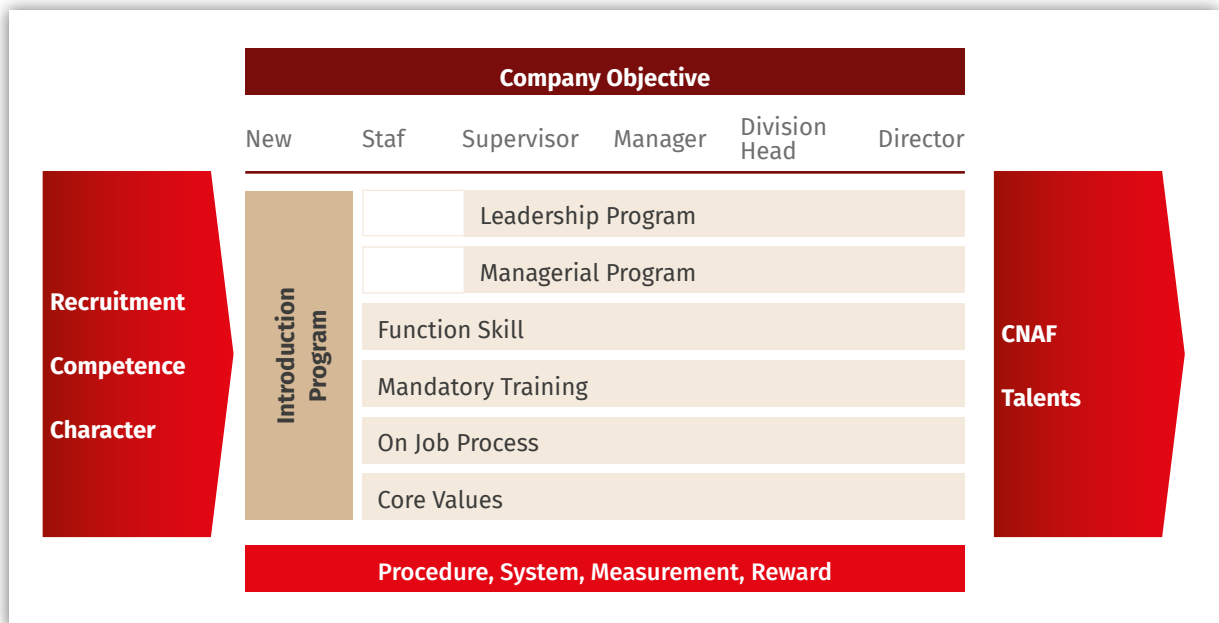 Company Objective
New Staf Supervisor Manager Division Head Director
Recruitment
Competence
Character
Introduction
Program
Leadership Program
Managerial Program
Function Skill
Mandatory Training
On Job Process
Core Values
CNAF
Talents
Procedure, System, Measurement, Reward